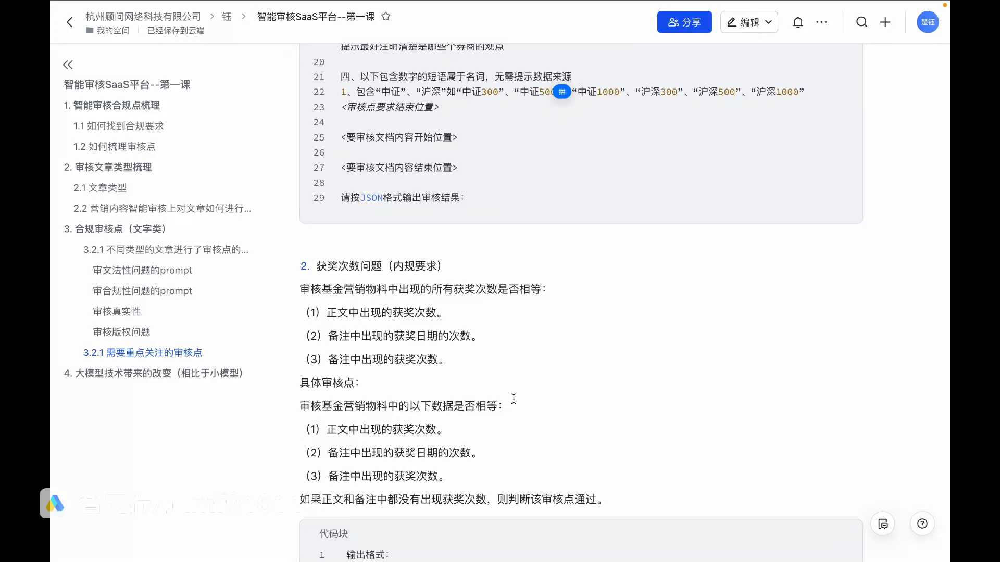 杭州顾问网络科技有限公司 > 钰 > 智能审核SaaS平台--第一课
我的空间 已经保存到云端
分享
编辑
楚钰
智能审核SaaS平台--第一课
1. 智能审核合规点梳理
1.1 如何找到合规要求
1.2 如何梳理审核点
2. 审核文章类型梳理
2.1 文章类型
2.2 营销内容智能审核上对文章如何进行...
3. 合规审核点（文字类）
3.2.1 不同类型的文章进行了审核点的...
审文法性问题的prompt
审合规性问题的prompt
审核真实性
审核版权问题
3.2.1 需要重点关注的审核点
4. 大模型技术带来的改变（相比于小模型）
提示最好注明清楚是哪些个券商的观点
20
21 四、以下包含数字的短语属于名词，无需提示数据来源
22 1、包含“中证”、“沪深”如“中证300”、“中证500 拼 “中证1000”、“沪深300”、“沪深500”、“沪深1000”
23 <审核点要求结束位置>
24
25 <要审核文档内容开始位置>
26
27 <要审核文档内容结束位置>
28
29 请按JSON格式输出审核结果：
2. 获奖次数问题（内规要求）
审核基金营销物料中出现的所有获奖次数是否相等：
（1）正文中出现的获奖次数。
（2）备注中出现的获奖日期的次数。
（3）备注中出现的获奖次数。
具体审核点：
审核基金营销物料中的以下数据是否相等：
（1）正文中出现的获奖次数。
（2）备注中出现的获奖日期的次数。
（3）备注中出现的获奖次数。
如果正文和备注中都没有出现获奖次数，则判断该审核点通过。
代码块
1 输出格式：